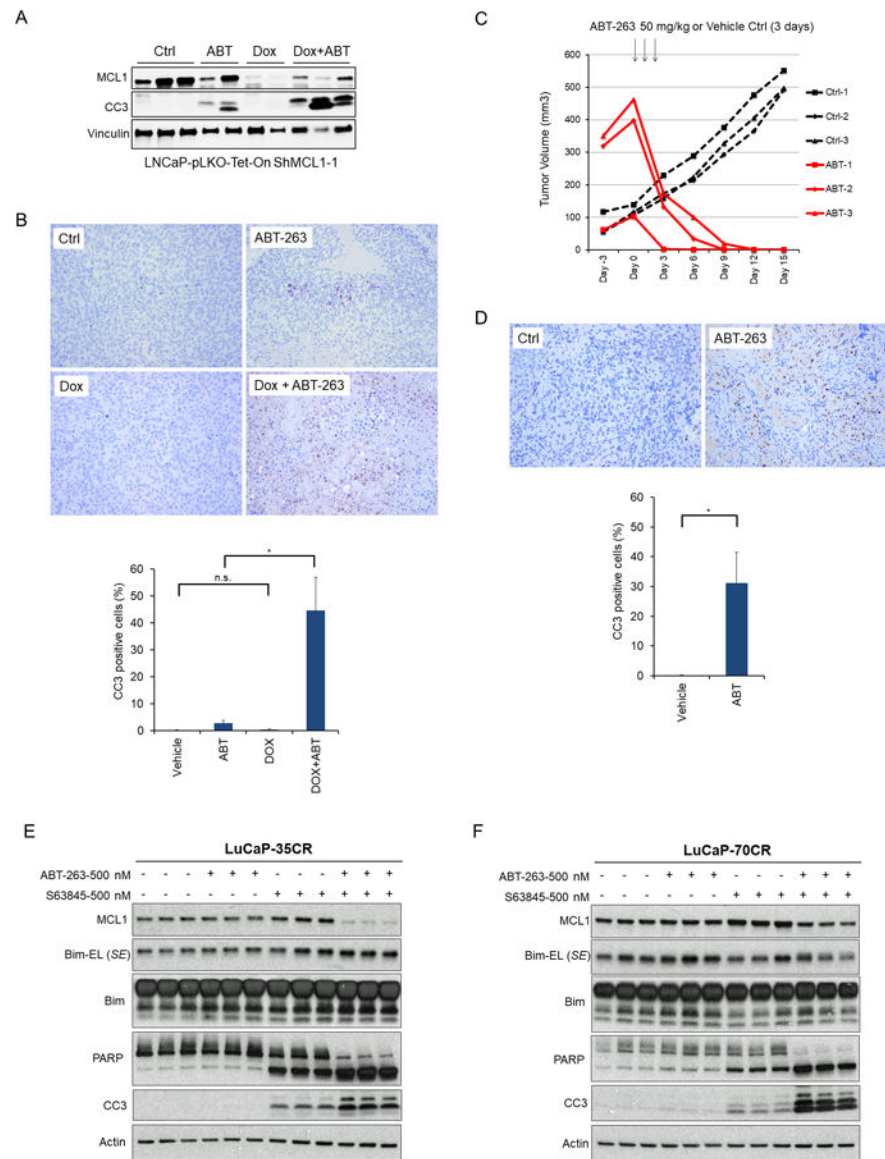 A
Ctrl ABT Dox Dox+ABT
MCL1
CC3
Vinculin
LNCaP-pLKO-Tet-On ShMCL1-1
B
Ctrl
ABT-263
Dox
Dox + ABT-263
n.s.
*
CC3 positive cells (%)
60
50
40
30
20
10
0
Vehicle
ABT
DOX
DOX+ABT
C
ABT-263 50 mg/kg or Vehicle Ctrl (3 days)
Tumor Volume (mm3)
600
500
400
300
200
100
0
Day -3
Day 0
Day 3
Day 6
Day 9
Day 12
Day 15
Ctrl-1
Ctrl-2
Ctrl-3
ABT-1
ABT-2
ABT-3
D
Ctrl
ABT-263
*
CC3 positive cells (%)
50
40
30
20
10
0
Vehicle
ABT
E
LuCaP-35CR
ABT-263-500 nM - - - + + + - - - + + +
S63845-500 nM - - - - - - + + + + + +
MCL1
Bim-EL (SE)
Bim
PARP
CC3
Actin
F
LuCaP-70CR
ABT-263-500 nM - - - + + + - - - + + +
S63845-500 nM - - - - - - + + + + + +
MCL1
Bim-EL (SE)
Bim
PARP
CC3
Actin